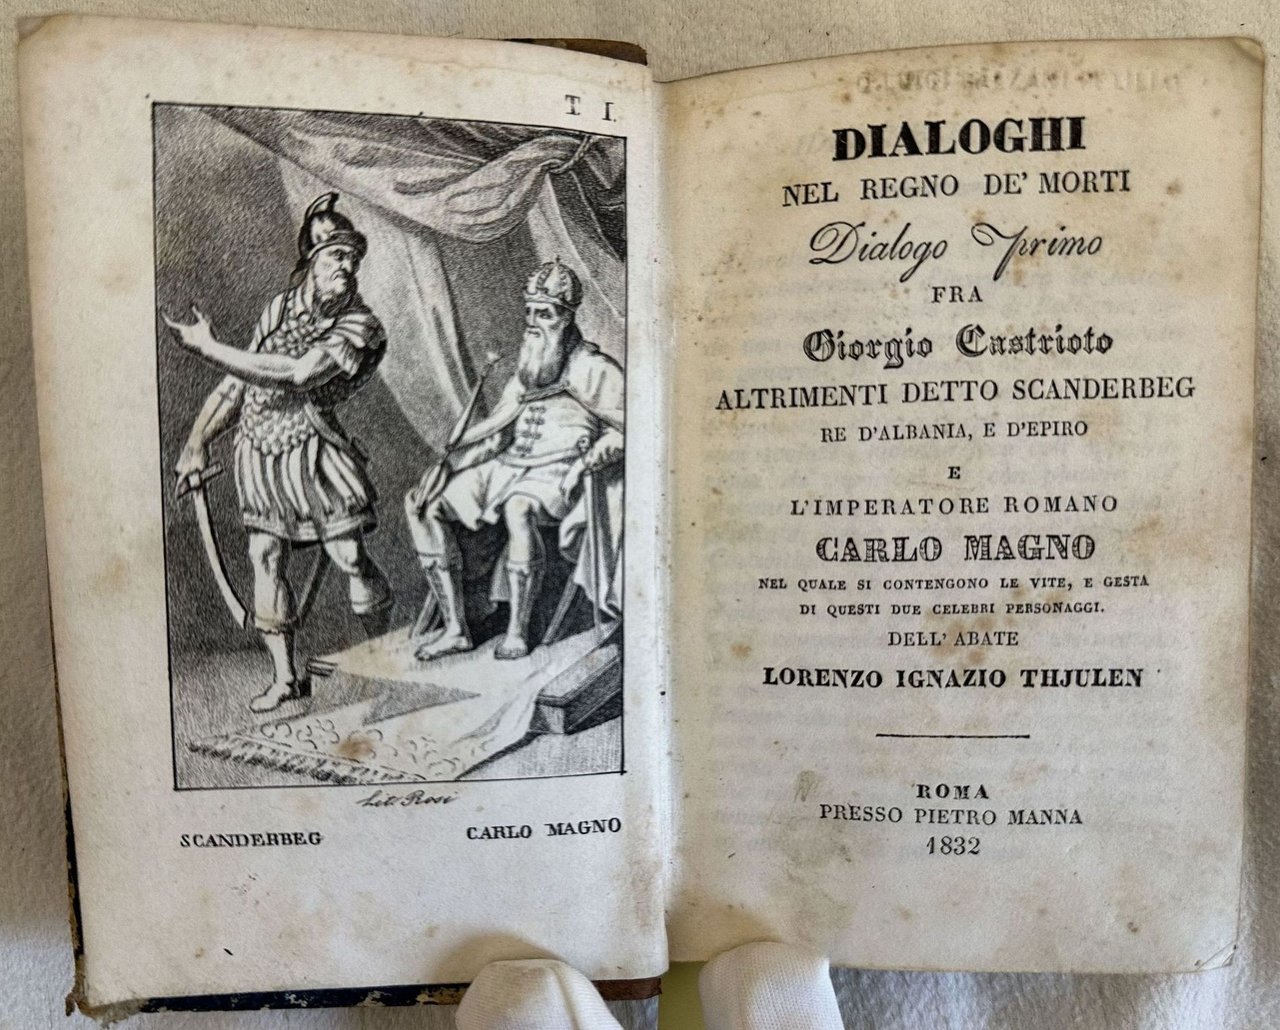 T I.
Lit. Rosi
SCANDERBEG
CARLO MAGNO
DIALOGHI
NEL REGNO DE' MORTI
Dialogo Primo
FRA
Giorgio Castrioto
ALTRIMENTI DETTO SCANDERBEG
RE D'ALBANIA, E D'EPIRO
E
L'IMPERATORE ROMANO
CARLO MAGNO
NEL QUALE SI CONTENGONO LE VITE, E GESTA
DI QUESTI DUE CELEBRI PERSONAGGI.
DELL' ABATE
LORENZO IGNAZIO THJULEN
ROMA
PRESSO PIETRO MANNA
1832